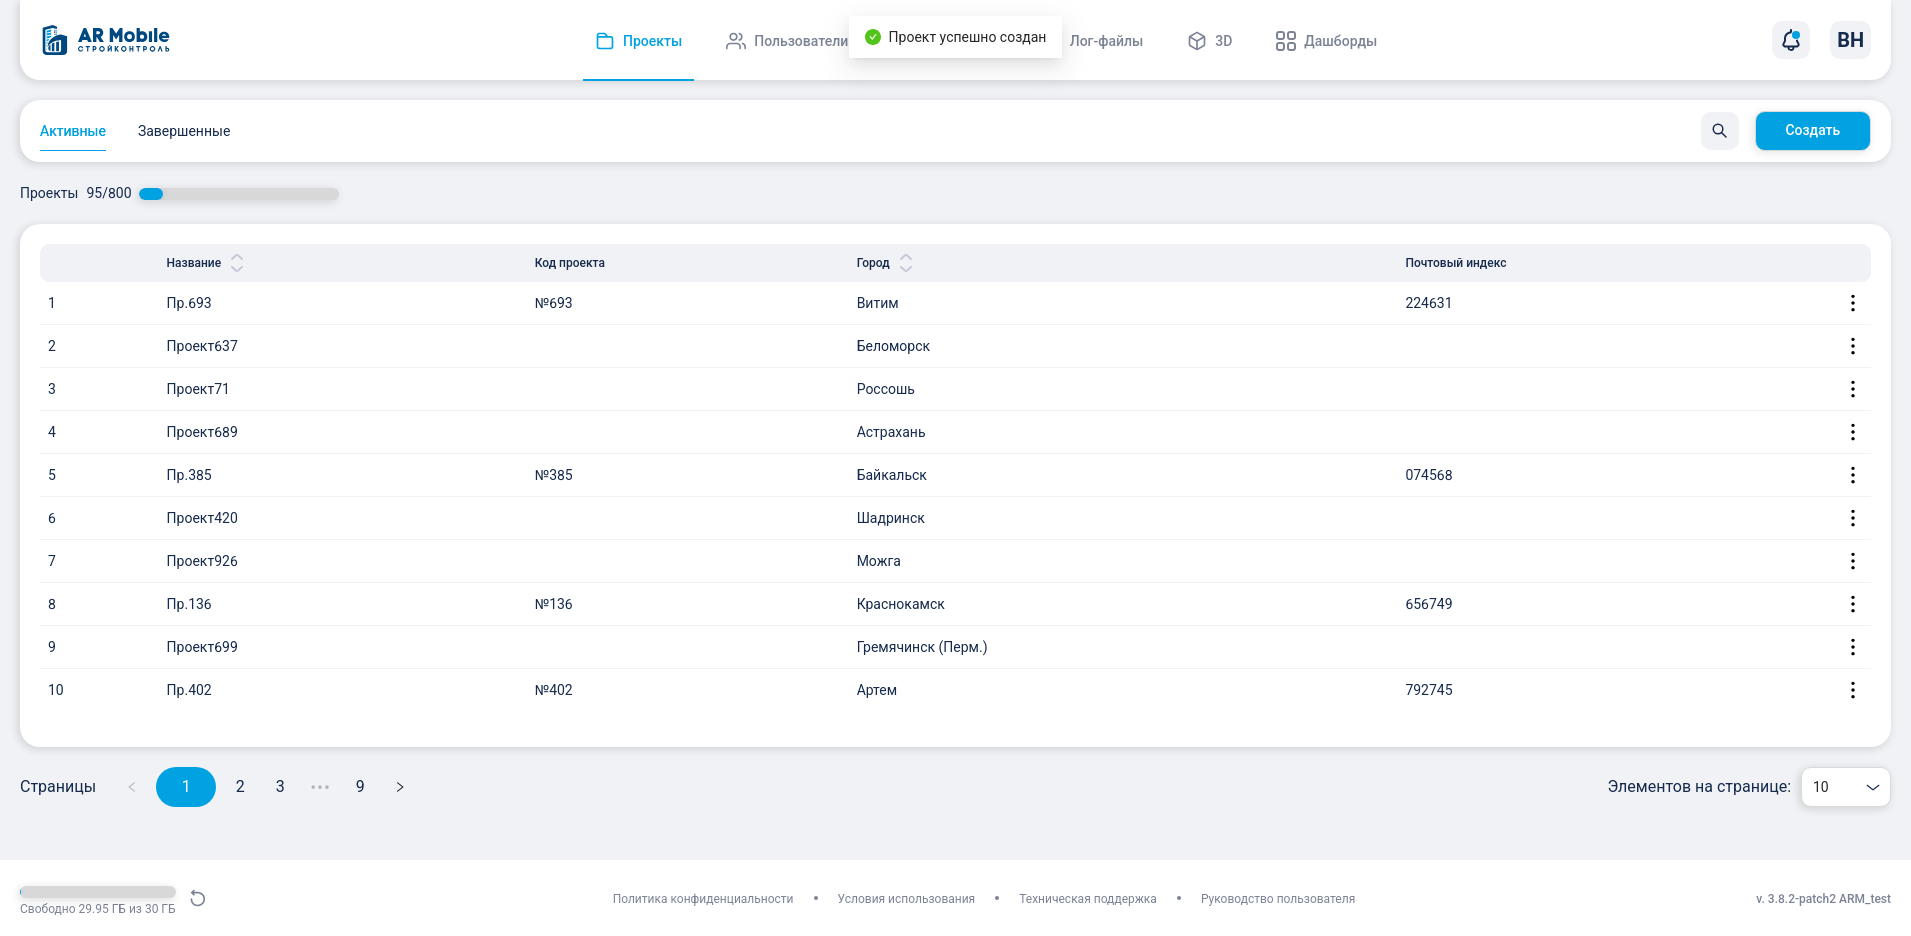 AR Mobile
СТРОЙКОНТРОЛЬ
Проекты
Пользователи
Проект успешно создан
Лог-файлы
3D
Дашборды
ВН
Активные
Завершенные
Создать
Проекты 95/800
Название Код проекта Город Почтовый индекс
1 Пр.693 №693 Витим 224631
2 Проект637 Беломорск
3 Проект71 Россошь
4 Проект689 Астрахань
5 Пр.385 №385 Байкальск 074568
6 Проект420 Шадринск
7 Проект926 Можга
8 Пр.136 №136 Краснокамск 656749
9 Проект699 Гремячинск (Перм.)
10 Пр.402 №402 Артем 792745
Страницы 1 2 3 ••• 9
Элементов на странице: 10
Свободно 29.95 ГБ из 30 ГБ
Политика конфиденциальности • Условия использования • Техническая поддержка • Руководство пользователя
v. 3.8.2-patch2 ARM_test